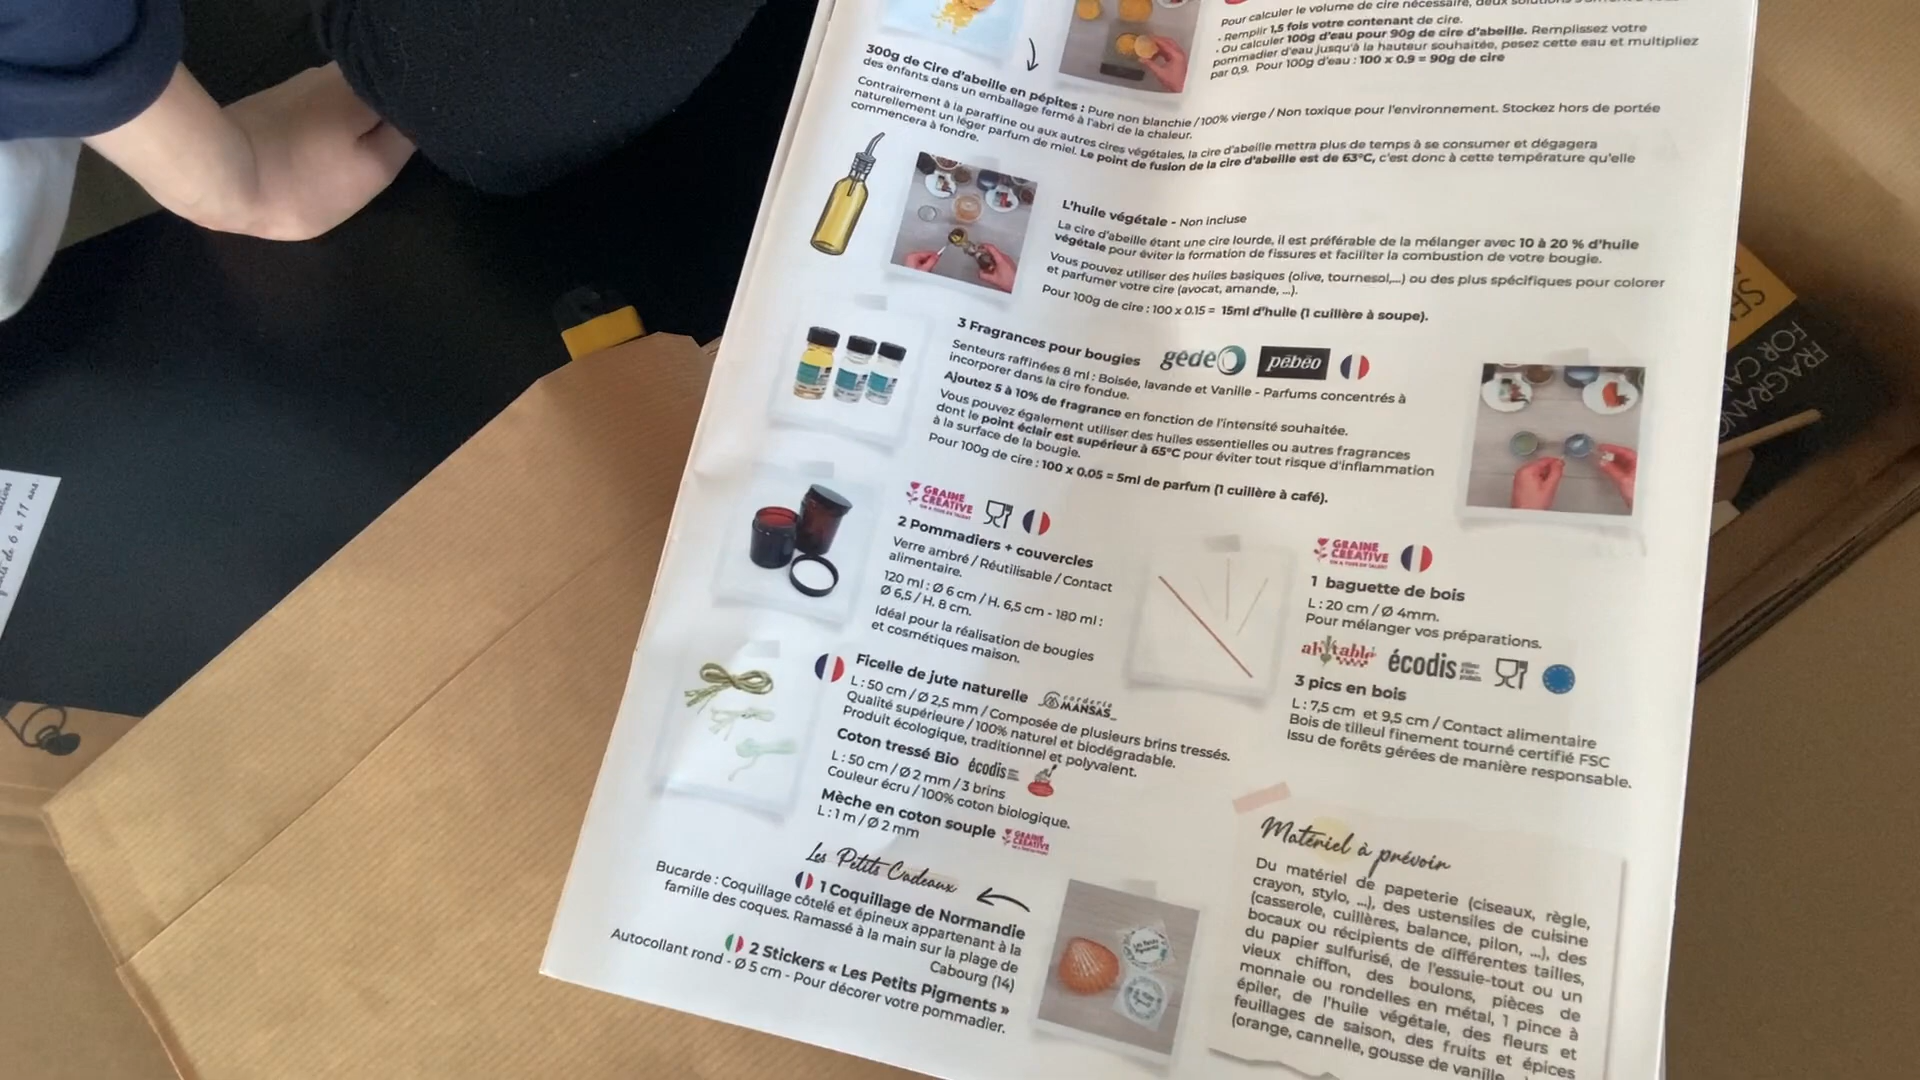 Pour calculer le volume de cire nécessaire, deux solutions
- Remplir 1,5 fois votre contenant de cire.
- Ou calculer 100g d'eau pour 90g de cire d'abeille. Remplissez votre
pommadier d'eau jusqu'à la hauteur souhaitée, pesez cette eau et multipliez
par 0,9. Pour 100g d'eau : 100 x 0.9 = 90g de cire
300g de Cire d'abeille en pépites : Pure non blanchie / 100% vierge / Non toxique pour l'environnement. Stockez hors de portée
des enfants dans un emballage fermé à l'abri de la chaleur.
Contrairement à la paraffine ou aux autres cires végétales, la cire d'abeille mettra plus de temps à se consumer et dégagera
naturellement un léger parfum de miel. Le point de fusion de la cire d'abeille est de 63°C, c'est donc à cette température qu'elle
commencera à fondre.
L'huile végétale - Non incluse
La cire d'abeille étant une cire lourde, il est préférable de la mélanger avec 10 à 20 % d'huile
végétale pour éviter la formation de fissures et faciliter la combustion de votre bougie.
Vous pouvez utiliser des huiles basiques (olive, tournesol,...) ou des plus spécifiques pour colorer
et parfumer votre cire (avocat, amande, ...).
Pour 100g de cire : 100 x 0.15 = 15ml d'huile (1 cuillère à soupe).
3 Fragrances pour bougies gédéo pébéo
Senteurs raffinées 8 ml : Boisée, lavande et Vanille - Parfums concentrés à
incorporer dans la cire fondue.
Ajoutez 5 à 10% de fragrance en fonction de l'intensité souhaitée.
Vous pouvez également utiliser des huiles essentielles ou autres fragrances
dont le point éclair est supérieur à 65°C pour éviter tout risque d'inflammation
à la surface de la bougie.
Pour 100g de cire : 100 x 0.05 = 5ml de parfum (1 cuillère à café).
GRAINE
CREATIVE
2 Pommadiers + couvercles
Verre ambré / Réutilisable / Contact
alimentaire.
120 ml : Ø 6 cm / H. 6,5 cm - 180 ml :
Ø 6,5 / H. 8 cm.
Idéal pour la réalisation de bougies
et cosmétiques maison.
GRAINE
CREATIVE
1 baguette de bois
L : 20 cm / Ø 4mm.
Pour mélanger vos préparations.
ah table écodis
3 pics en bois
L : 7,5 cm et 9,5 cm / Contact alimentaire
Bois de tilleul finement tourné certifié FSC
Issu de forêts gérées de manière responsable.
Ficelle de jute naturelle corderie MANSAS
L : 50 cm / Ø 2,5 mm / Composée de plusieurs brins tressés.
Qualité supérieure / 100% naturel et biodégradable.
Produit écologique, traditionnel et polyvalent.
Coton tressé Bio écodis
L : 50 cm / Ø 2 mm / 3 brins
Couleur écru / 100% coton biologique.
Mèche en coton souple GRAINE CREATIVE
L : 1 m / Ø 2 mm
Les Petits Cadeaux
1 Coquillage de Normandie
Bucarde : Coquillage côtelé et épineux appartenant à la
famille des coques. Ramassé à la main sur la plage de
Cabourg (14)
2 Stickers « Les Petits Pigments »
Autocollant rond - Ø 5 cm - Pour décorer votre pommadier.
Matériel à prévoir
Du matériel de papeterie (ciseaux, règle,
crayon, stylo, ...), des ustensiles de cuisine
(casserole, cuillères, balance, pilon, ...), des
bocaux ou récipients de différentes tailles,
du papier sulfurisé, de l'essuie-tout ou un
vieux chiffon, des boulons, pièces de
monnaie ou rondelles en métal, 1 pince à
épiler, de l'huile végétale, des fleurs et
feuillages de saison, des fruits et épices
(orange, cannelle, gousse de vanille
FRAGRANC
FOR CAN
de 6 à 11 ans